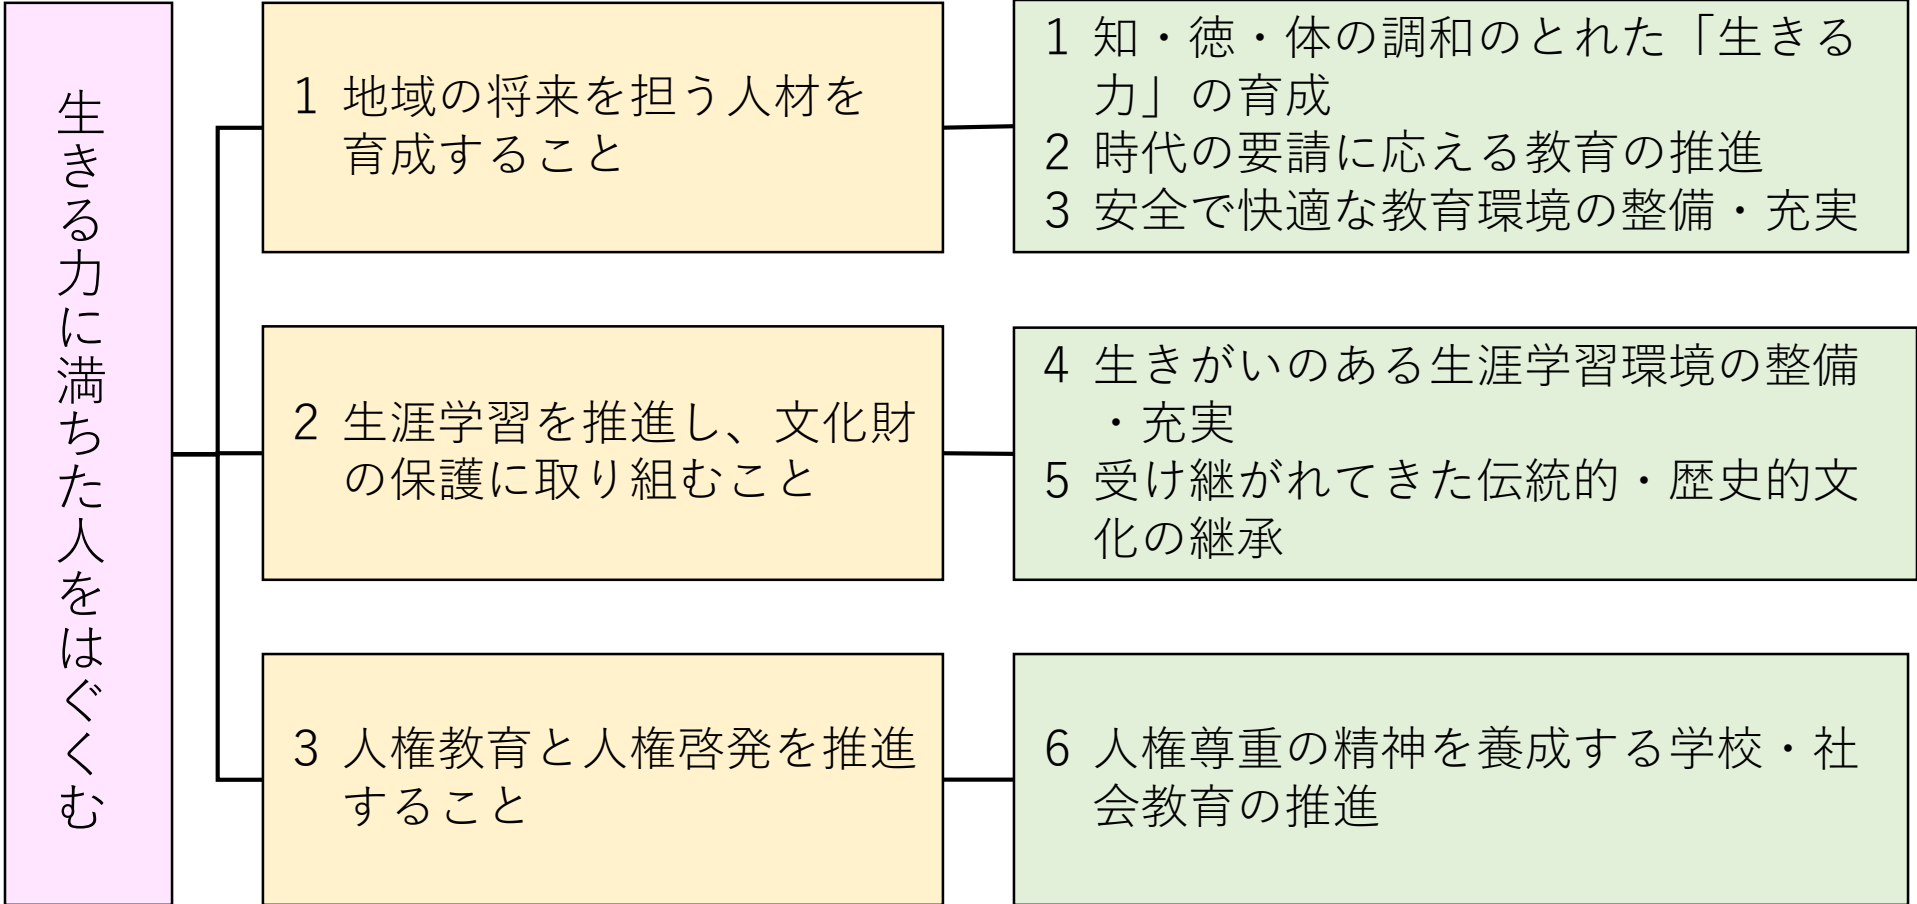 生きる力に満ちた人をはぐくむ
1 地域の将来を担う人材を
育成すること
1 知・徳・体の調和のとれた「生きる
力」の育成
2 時代の要請に応える教育の推進
3 安全で快適な教育環境の整備・充実
2 生涯学習を推進し、文化財
の保護に取り組むこと
4 生きがいのある生涯学習環境の整備
・充実
5 受け継がれてきた伝統的・歴史的文
化の継承
3 人権教育と人権啓発を推進
すること
6 人権尊重の精神を養成する学校・社
会教育の推進